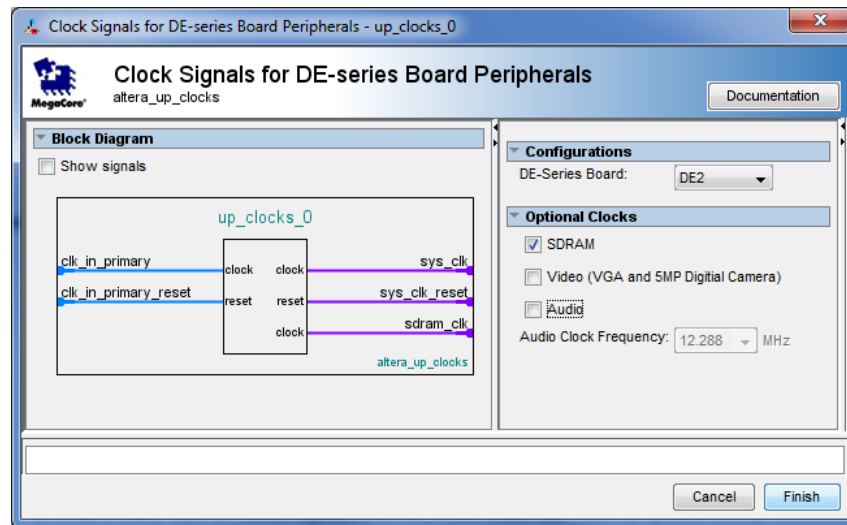 Clock Signals for DE-series Board Peripherals - up_clocks_0
MegaCore®
Clock Signals for DE-series Board Peripherals
altera_up_clocks
Documentation
Block Diagram
Show signals
up_clocks_0
clk_in_primary
clock clock
sys_clk
clk_in_primary_reset
reset reset
sys_clk_reset
clock
sdram_clk
altera_up_clocks
Configurations
DE-Series Board: DE2
Optional Clocks
SDRAM
Video (VGA and 5MP Digitial Camera)
Audio
Audio Clock Frequency: 12.288 MHz
Cancel Finish